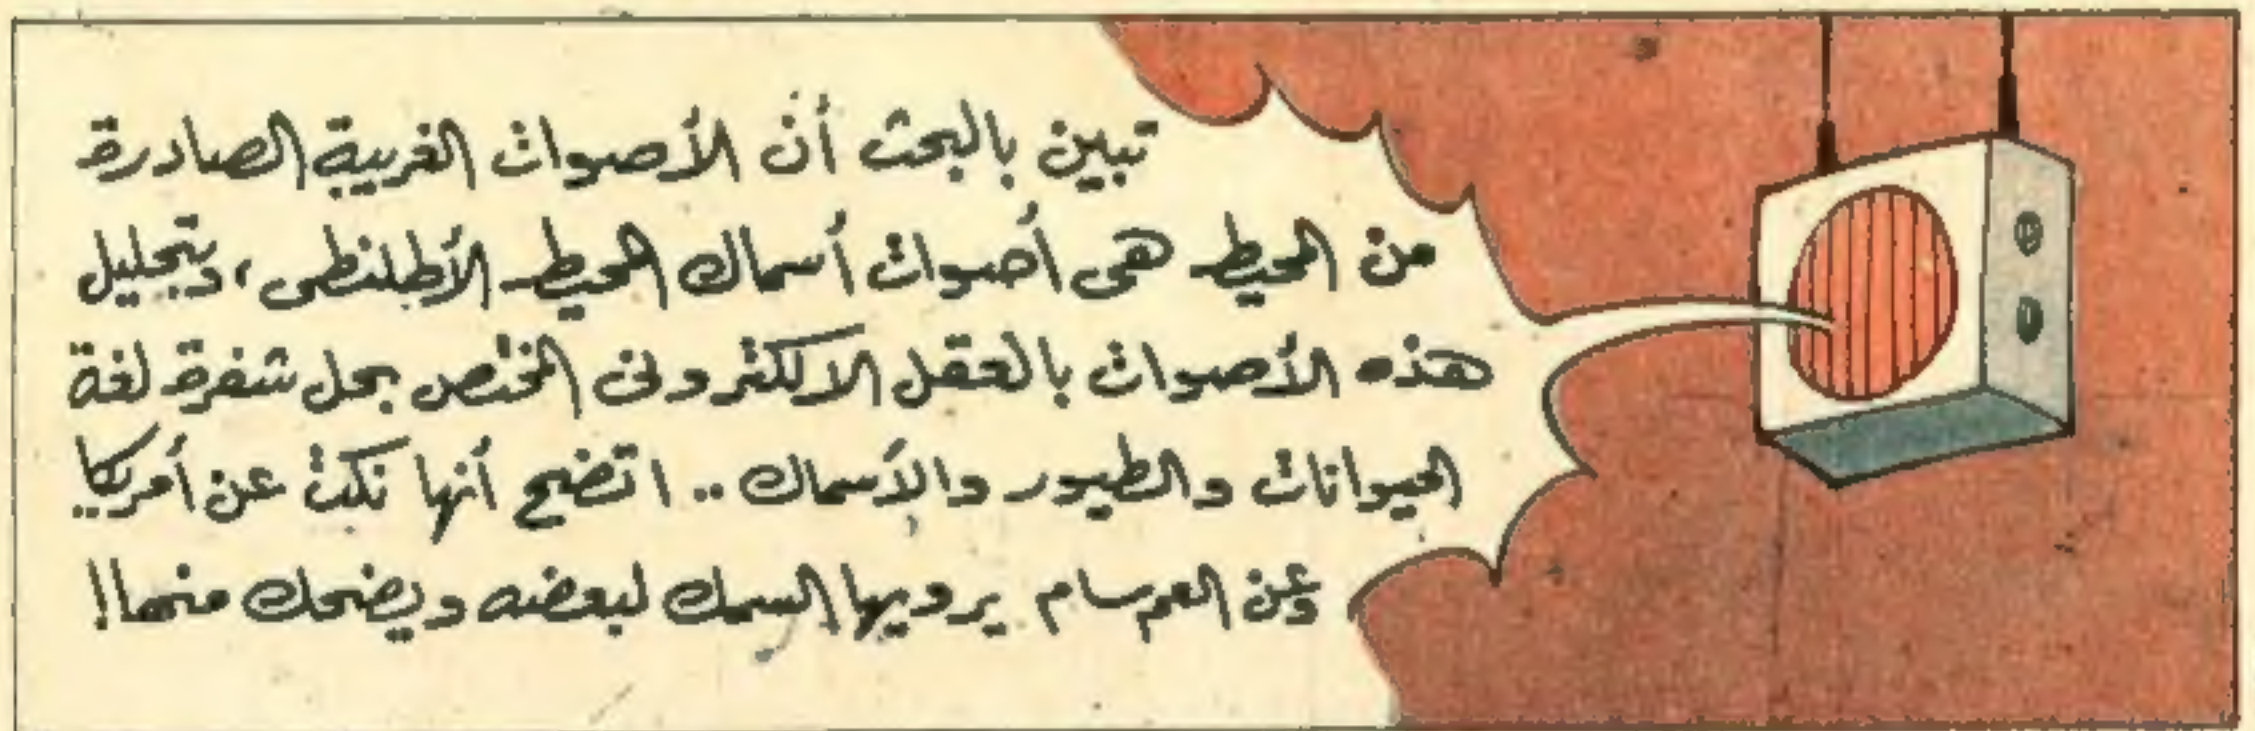 تبين بالبحث أن الأصوات الغريبة الصادرة
من المحيط هى أصوات أسماك المحيط الأطلنطى، وبتحليل
هذه الأصوات بالعقل الالكترونى المختص بحل شفرة لغة
الحيوانات والطيور والأسماك .. اتضح أنها نكت عن أمريكا
وعن العم سام يرويها السمك لبعضه ويضحك منها!